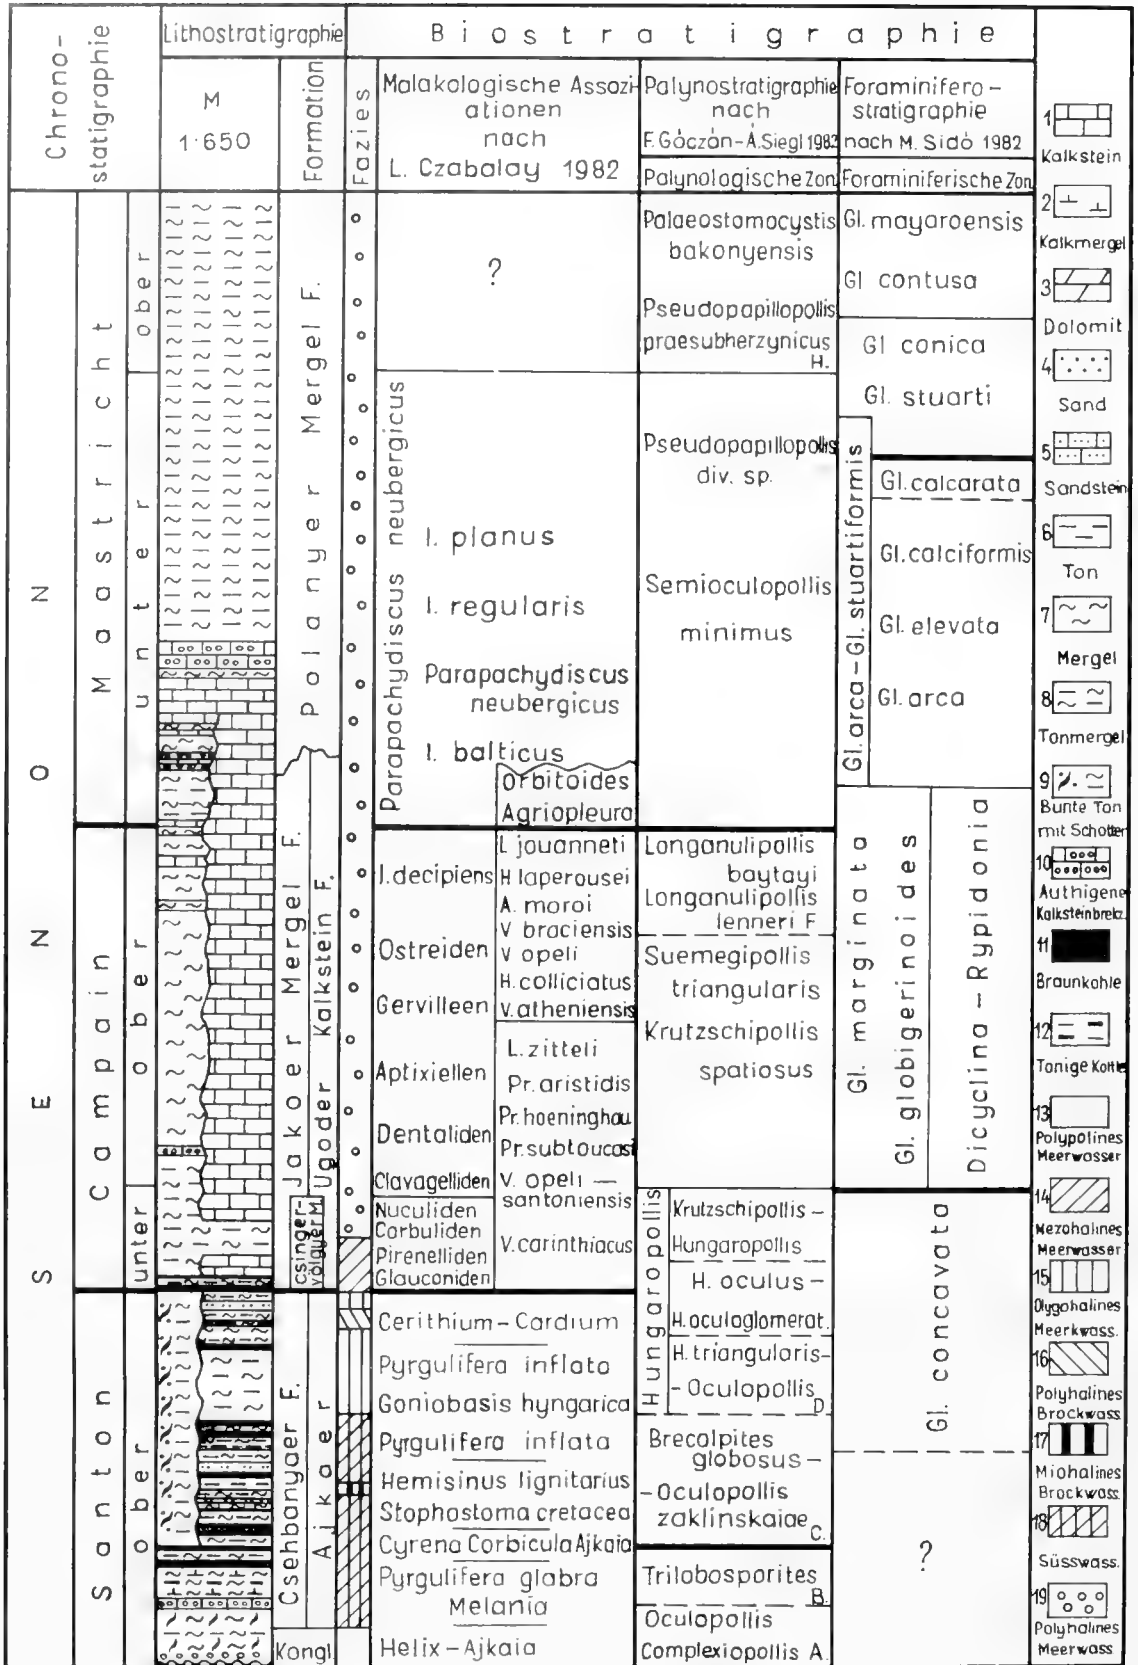 Chrono-
statigraphie
Lithostratigraphie
Biostratigraphie
M
1:650
Formation
Fazies
Malakologische Assozi-
ationen
nach
L. Czabalay 1982
Palynostratigraphie
nach
F. Góczán-Á. Siegl 1983
Palynologische Zon.
Foraminifero-
stratigraphie
nach M. Sidó 1982
Foraminiferische Zon.
SENON
Maastricht
ober
unter
Campain
ober
unter
Santon
ober
Polanyer Mergel F.
Jakoer Mergel F.
Ugoder Kalkstein F.
Csinger-
völgyer M.
Csehbanyaer F.
Ajkaer
Kongl.
?
Parapachydiscus neubergicus
I. planus
I. regularis
Parapachydiscus
neubergicus
I. balticus
Orbitoides
Agriopleura
I. decipiens
Ostreiden
Gervilleen
Aptixiellen
Dentaliden
Clavagelliden
Nuculiden
Corbuliden
Pirenelliden
Glauconiden
L jouanneti
H laperousei
A. moroi
V braciensis
V opeli
H. colliciatus
V. atheniensis
L. zitteli
Pr. aristidis
Pr. hoeninghau
Pr. subtoucasi
V. opeli —
santoniensis
V. carinthiacus
Cerithium-Cardium
Pyrgulifera inflata
Goniobasis hyngarica
Pyrgulifera inflata
Hemisinus lignitarius
Stophostoma cretacea
Cyrena Corbicula Ajkaia
Pyrgulifera glabra
Melania
Helix-Ajkaia
Palaeostomocystis
bakonyensis
Pseudopapillopollis
praesubherzynicus
H.
Pseudopapillopollis
div. sp.
Semioculopollis
minimus
Longanulipollis
baytayi
Longanulipollis
lenneri F.
Suemegipollis
triangularis
Krutzschipollis
spatiosus
Hungaropollis
Krutzschipollis-
Hungaropollis
H. oculus-
H. oculoglomerat.
H. triangularis-
-Oculopollis
D
Brecolpites
globosus-
-Oculopollis
zaklinskaiae C.
Trilobosporites
B.
Oculopollis
Complexiopollis A.
Gl. mayaroensis
Gl contusa
Gl conica
Gl. stuarti
Gl. arca-Gl. stuartiformis
Gl. calcarata
Gl. calciformis
Gl. elevata
Gl. arca
Gl. marginata
Gl. globigerinoides
Dicyclina-Rypidonia
Gl. concavata
?
1
Kalkstein
2
Kalkmergel
3
Dolomit
4
Sand
5
Sandstein
6
Ton
7
Mergel
8
Tonmergel
9
Bunte Ton
mit Schotter
10
Authigene
Kalksteinbrekz.
11
Braunkohle
12
Tonige Kohle
13
Polypolines
Meerwasser
14
Mezohalines
Meerwasser
15
Olygohalines
Meerkwass.
16
Polyhalines
Brockwass.
17
Miohalines
Brockwass.
18
Süsswass.
19
Polyhalines
Meerwass.